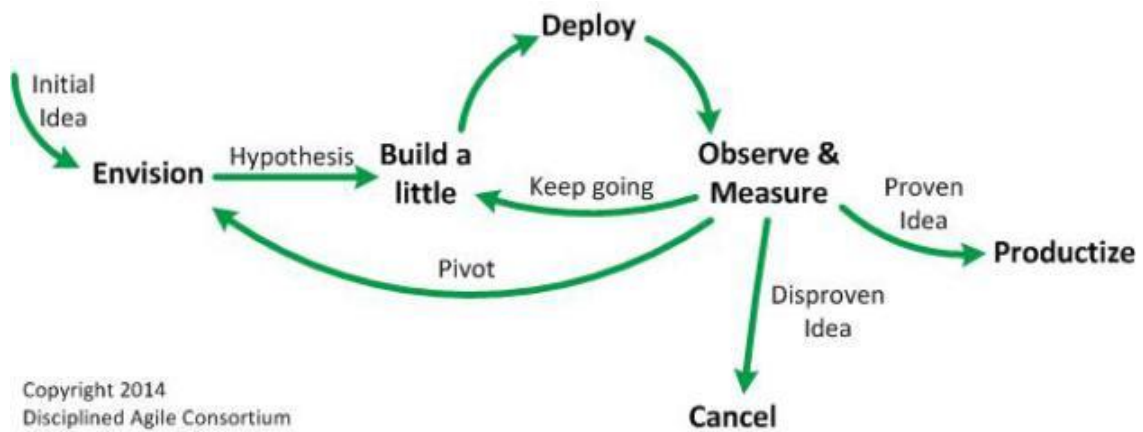 Deploy
Initial
Idea
Envision
Hypothesis
Build a
little
Observe &
Measure
Keep going
Proven
Idea
Productize
Pivot
Disproven
Idea
Cancel
Copyright 2014
Disciplined Agile Consortium